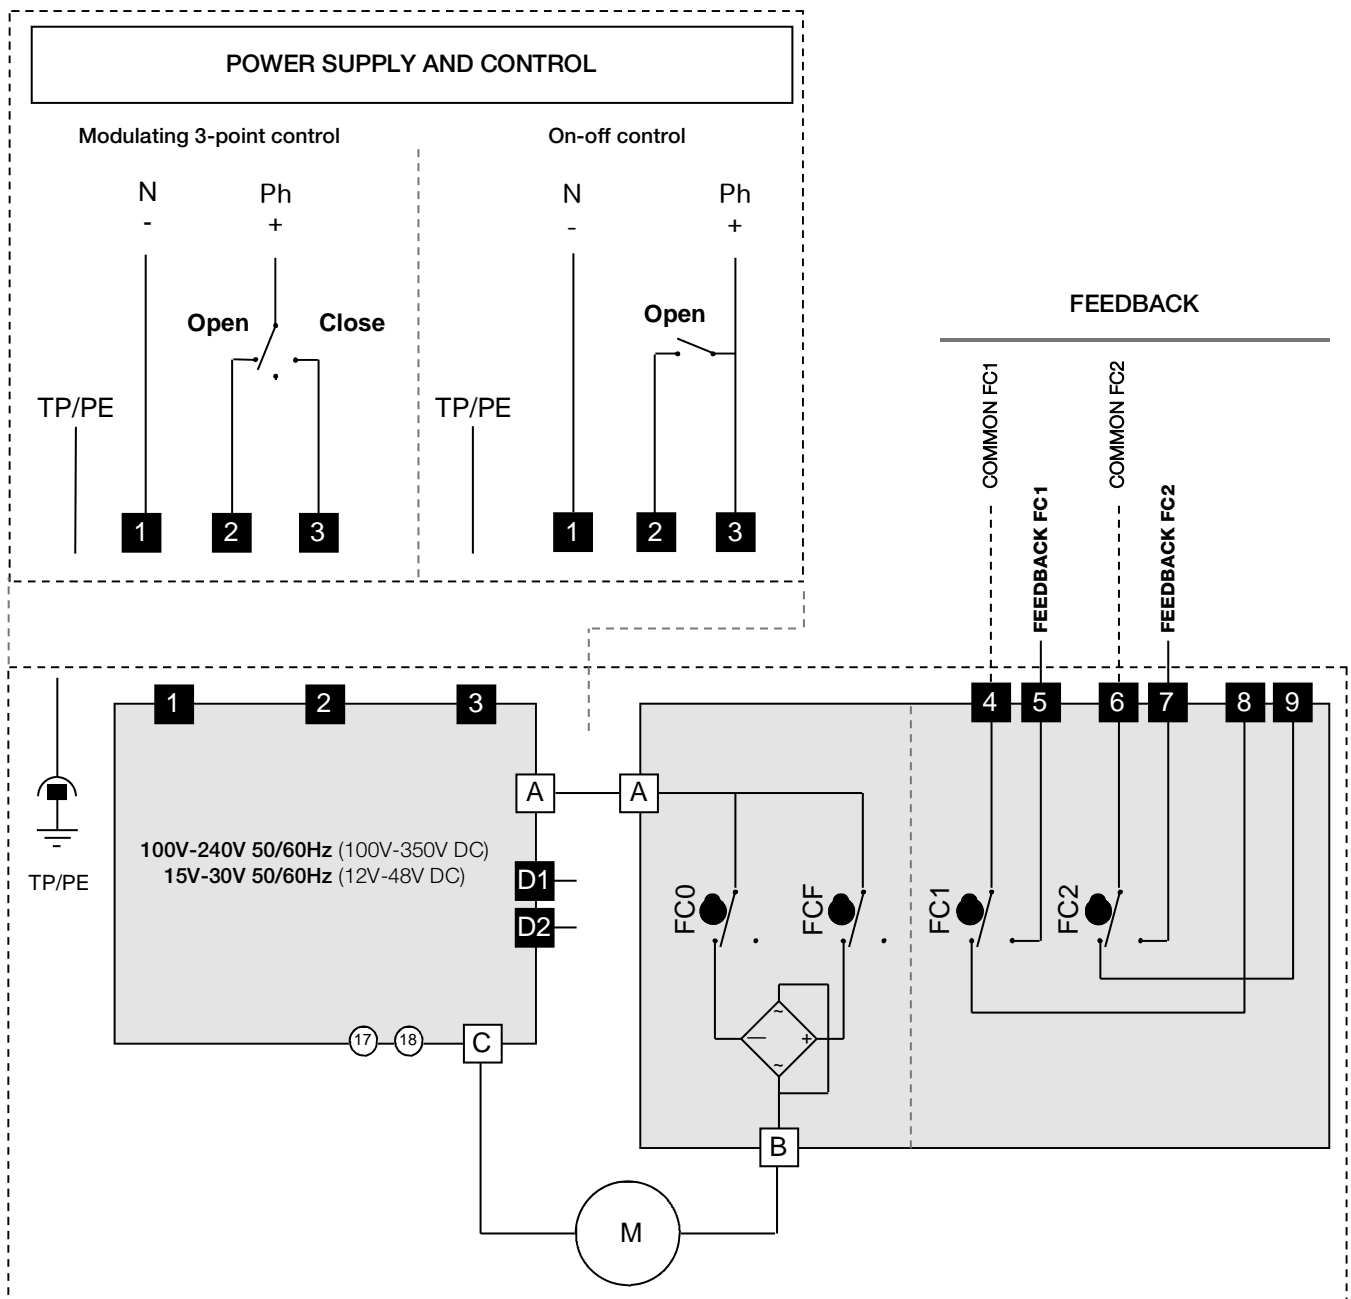 POWER SUPPLY AND CONTROL
Modulating 3-point control
On-off control
N
Ph
-
+
N
Ph
-
+
Open
Close
Open
TP/PE
TP/PE
1
2
3
1
2
3
FEEDBACK
COMMON FC1
FEEDBACK FC1
COMMON FC2
FEEDBACK FC2
1
2
3
4
5
6
7
8
9
A
A
100V-240V 50/60Hz (100V-350V DC)
15V-30V 50/60Hz (12V-48V DC)
TP/PE
D1
D2
FC0
FCF
FC1
FC2
~
—
+
~
17
18
C
B
M